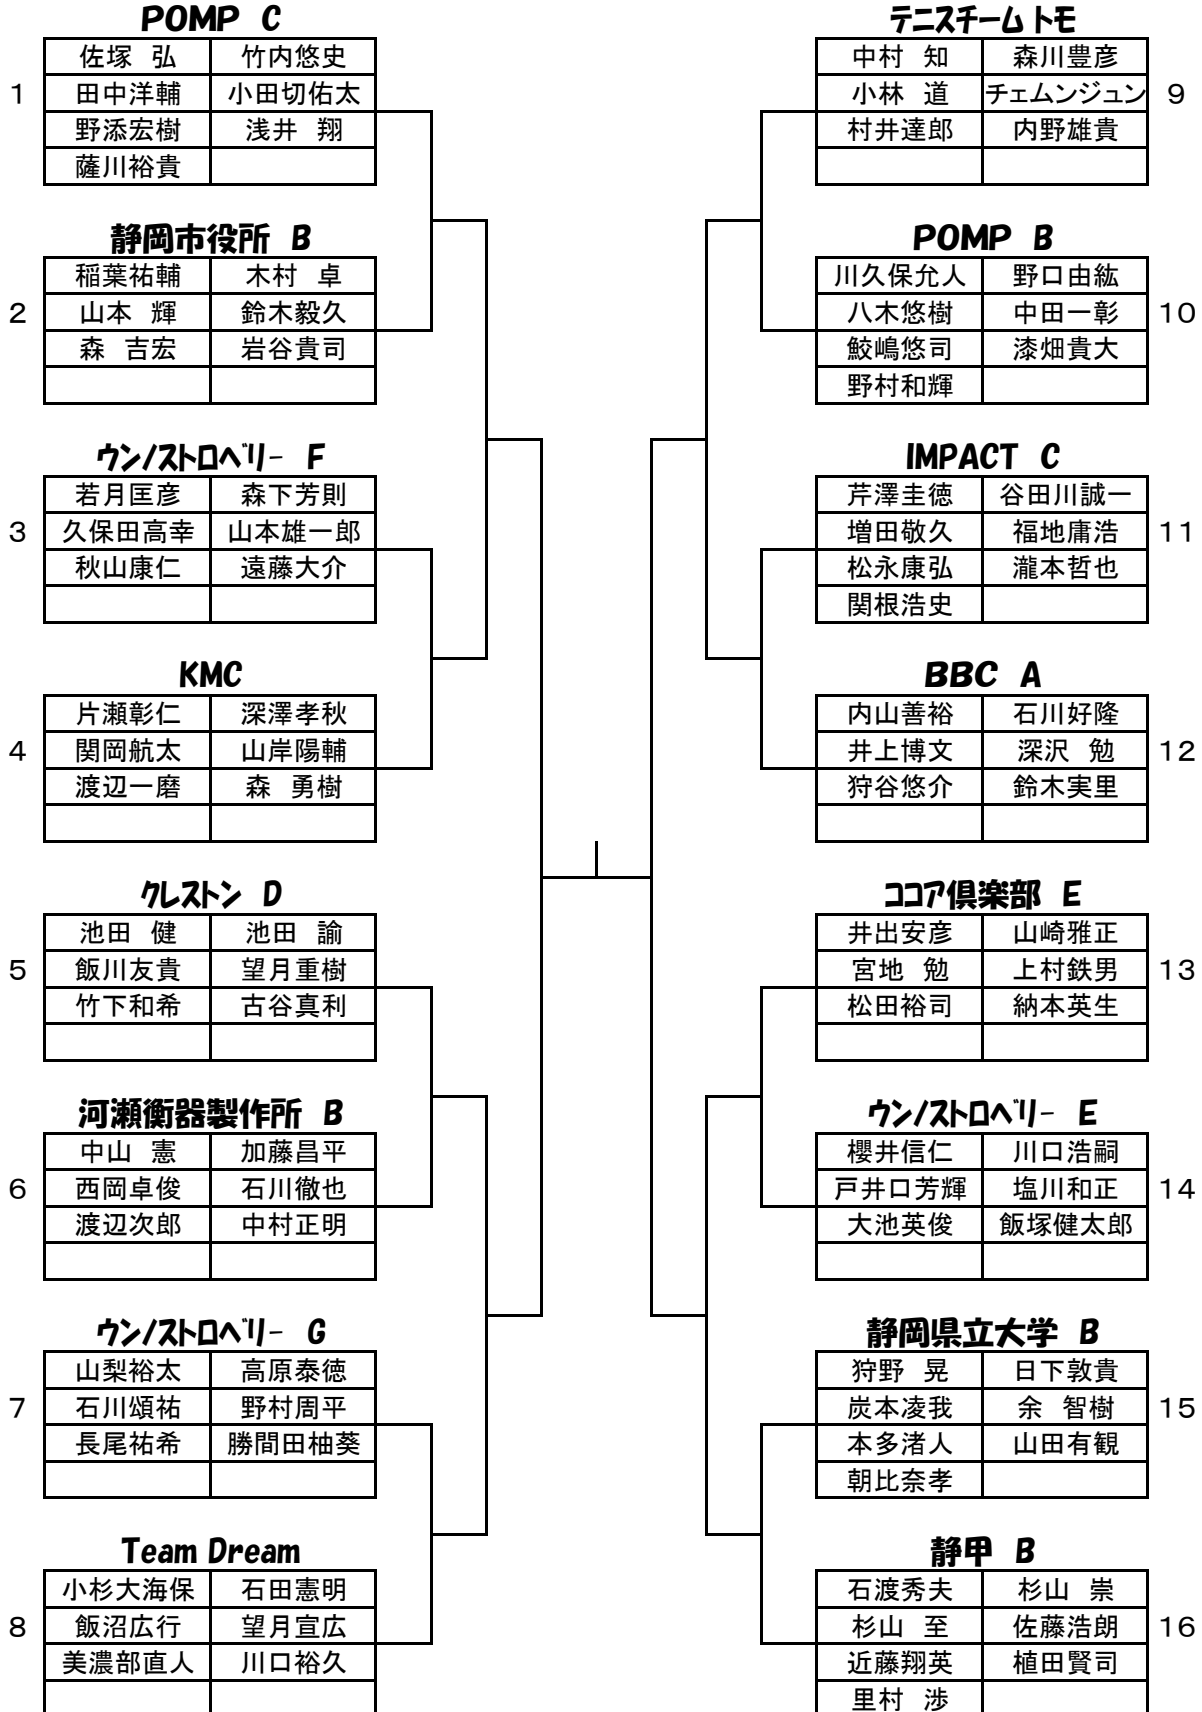 POMP C
佐塚 弘 竹内悠史
1 田中洋輔 小田切佑太
野添宏樹 浅井 翔
薩川裕貴
静岡市役所 B
稲葉祐輔 木村 卓
2 山本 輝 鈴木毅久
森 吉宏 岩谷貴司
ウンノストロベリー F
若月匡彦 森下芳則
3 久保田高幸 山本雄一郎
秋山康仁 遠藤大介
KMC
片瀬彰仁 深澤孝秋
4 関岡航太 山岸陽輔
渡辺一磨 森 勇樹
クレストン D
池田 健 池田 諭
5 飯川友貴 望月重樹
竹下和希 古谷真利
河瀬衡器製作所 B
中山 憲 加藤昌平
6 西岡卓俊 石川徹也
渡辺次郎 中村正明
ウンノストロベリー G
山梨裕太 高原泰徳
7 石川頌祐 野村周平
長尾祐希 勝間田柚葵
Team Dream
小杉大海保 石田憲明
8 飯沼広行 望月宣広
美濃部直人 川口裕久
テニスチームトモ
中村 知 森川豊彦
小林 道 チェムンジュン 9
村井達郎 内野雄貴
POMP B
川久保允人 野口由紘
八木悠樹 中田一彰 10
鮫嶋悠司 漆畑貴大
野村和輝
IMPACT C
芹澤圭徳 谷田川誠一
増田敬久 福地庸浩 11
松永康弘 瀧本哲也
関根浩史
BBC A
内山善裕 石川好隆
井上博文 深沢 勉 12
狩谷悠介 鈴木実里
ココア倶楽部 E
井出安彦 山崎雅正
宮地 勉 上村鉄男 13
松田裕司 納本英生
ウンノストロベリー E
櫻井信仁 川口浩嗣
戸井口芳輝 塩川和正 14
大池英俊 飯塚健太郎
静岡県立大学 B
狩野 晃 日下敦貴
炭本凌我 余 智樹 15
本多渚人 山田有観
朝比奈孝
静甲 B
石渡秀夫 杉山 崇
杉山 至 佐藤浩朗 16
近藤翔英 植田賢司
里村 渉